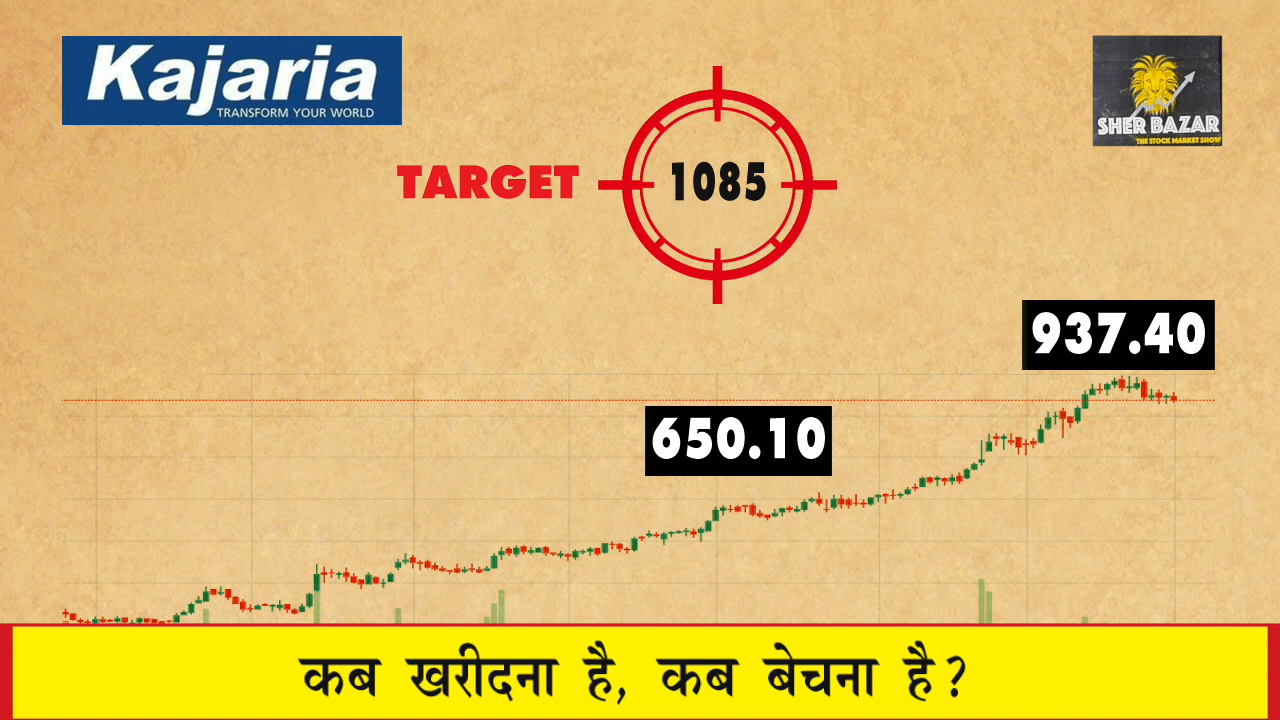 Kajaria
TRANSFORM YOUR WORLD
SHER BAZAR
THE STOCK MARKET SHOW
TARGET 1085
937.40
650.10
कब खरीदना है, कब बेचना है?